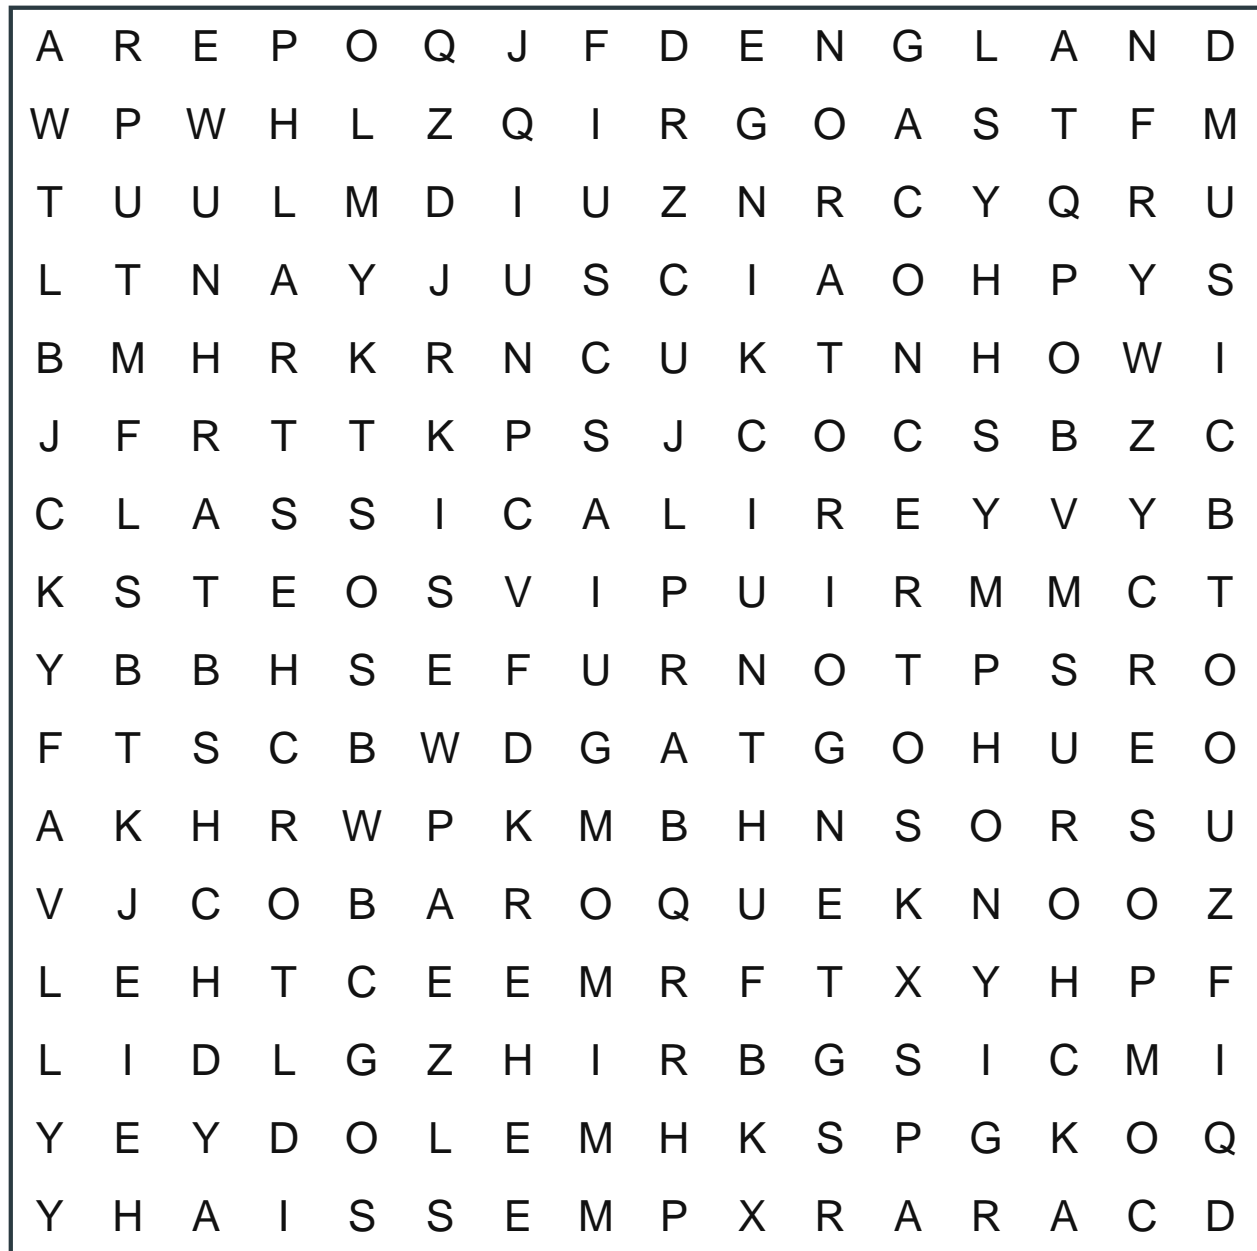 A R E P O Q J F D E N G L A N D
W P W H L Z Q I R G O A S T F M
T U U L M D I U Z N R C Y Q R U
L T N A Y J U S C I A O H P Y S
B M H R K R N C U K T N H O W I
J F R T T K P S J C O C S B Z C
C L A S S I C A L I R E Y V Y B
K S T E O S V I P U I R M M C T
Y B B H S E F U R N O T P S R O
F T S C B W D G A T G O H U E O
A K H R W P K M B H N S O R S U
V J C O B A R O Q U E K N O O Z
L E H T C E E M R F T X Y H P F
L I D L G Z H I R B G S I C M I
Y E Y D O L E M H K S P G K O Q
Y H A I S S E M P X R A R A C D